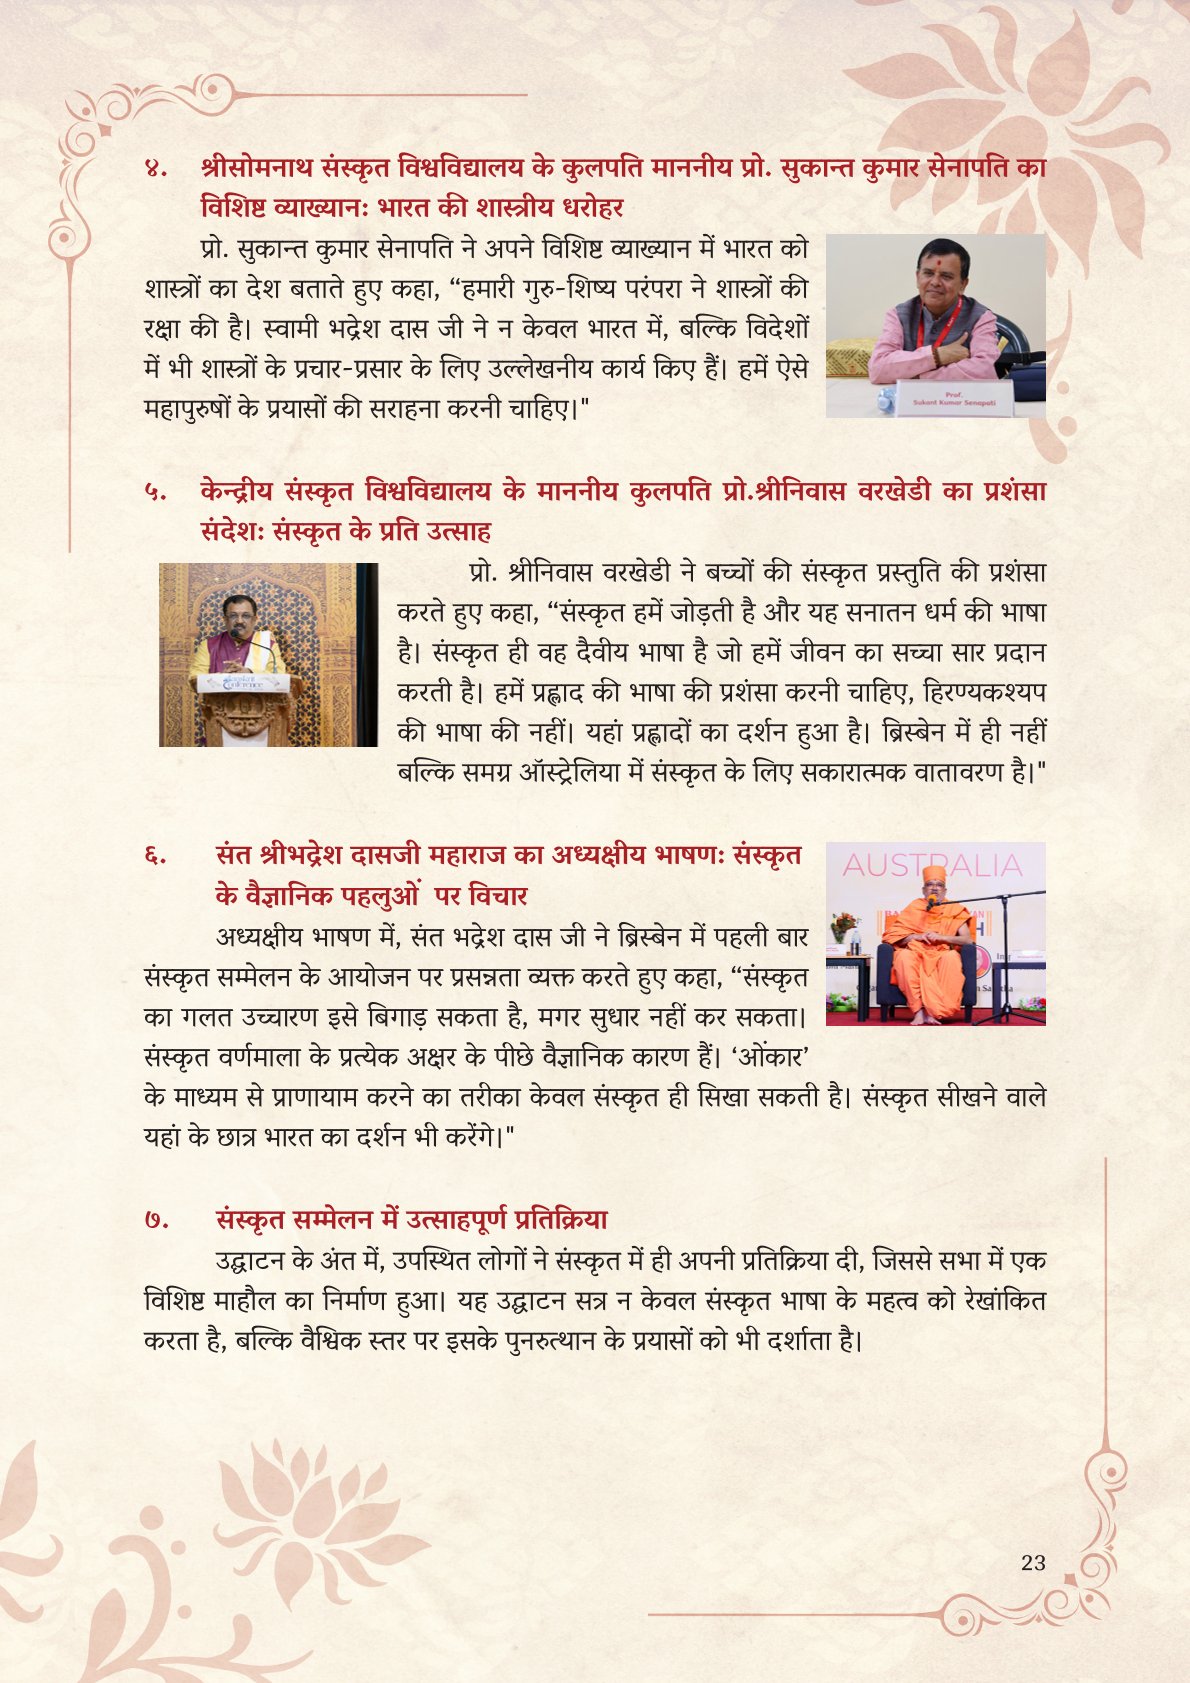 ४. श्रीसोमनाथ संस्कृत विश्वविद्यालय के कुलपति माननीय प्रो. सुकान्त कुमार सेनापति का
विशिष्ट व्याख्यानः भारत की शास्त्रीय धरोहर
प्रो. सुकान्त कुमार सेनापति ने अपने विशिष्ट व्याख्यान में भारत को
शास्त्रों का देश बताते हुए कहा, “हमारी गुरु-शिष्य परंपरा ने शास्त्रों की
रक्षा की है। स्वामी भद्रेश दास जी ने न केवल भारत में, बल्कि विदेशों
में भी शास्त्रों के प्रचार-प्रसार के लिए उल्लेखनीय कार्य किए हैं। हमें ऐसे
महापुरुषों के प्रयासों की सराहना करनी चाहिए।"
Prof.
Sukant Kumar Senapati
५. केन्द्रीय संस्कृत विश्वविद्यालय के माननीय कुलपति प्रो.श्रीनिवास वरखेडी का प्रशंसा
संदेशः संस्कृत के प्रति उत्साह
प्रो. श्रीनिवास वरखेडी ने बच्चों की संस्कृत प्रस्तुति की प्रशंसा
करते हुए कहा, “संस्कृत हमें जोड़ती है और यह सनातन धर्म की भाषा
है। संस्कृत ही वह दैवीय भाषा है जो हमें जीवन का सच्चा सार प्रदान
करती है। हमें प्रह्लाद की भाषा की प्रशंसा करनी चाहिए, हिरण्यकश्यप
की भाषा की नहीं। यहां प्रह्लादों का दर्शन हुआ है। ब्रिस्बेन में ही नहीं
बल्कि समग्र ऑस्ट्रेलिया में संस्कृत के लिए सकारात्मक वातावरण है।"
Sanskrit
Conference
६. संत श्रीभद्रेश दासजी महाराज का अध्यक्षीय भाषणः संस्कृत
के वैज्ञानिक पहलुओं पर विचार
AUSTRALIA
अध्यक्षीय भाषण में, संत भद्रेश दास जी ने ब्रिस्बेन में पहली बार
संस्कृत सम्मेलन के आयोजन पर प्रसन्नता व्यक्त करते हुए कहा, “संस्कृत
का गलत उच्चारण इसे बिगाड़ सकता है, मगर सुधार नहीं कर सकता।
संस्कृत वर्णमाला के प्रत्येक अक्षर के पीछे वैज्ञानिक कारण हैं। ‘ओंकार’
के माध्यम से प्राणायाम करने का तरीका केवल संस्कृत ही सिखा सकती है। संस्कृत सीखने वाले
यहां के छात्र भारत का दर्शन भी करेंगे।"
७. संस्कृत सम्मेलन में उत्साहपूर्ण प्रतिक्रिया
उद्घाटन के अंत में, उपस्थित लोगों ने संस्कृत में ही अपनी प्रतिक्रिया दी, जिससे सभा में एक
विशिष्ट माहौल का निर्माण हुआ। यह उद्घाटन सत्र न केवल संस्कृत भाषा के महत्व को रेखांकित
करता है, बल्कि वैश्विक स्तर पर इसके पुनरुत्थान के प्रयासों को भी दर्शाता है।
23